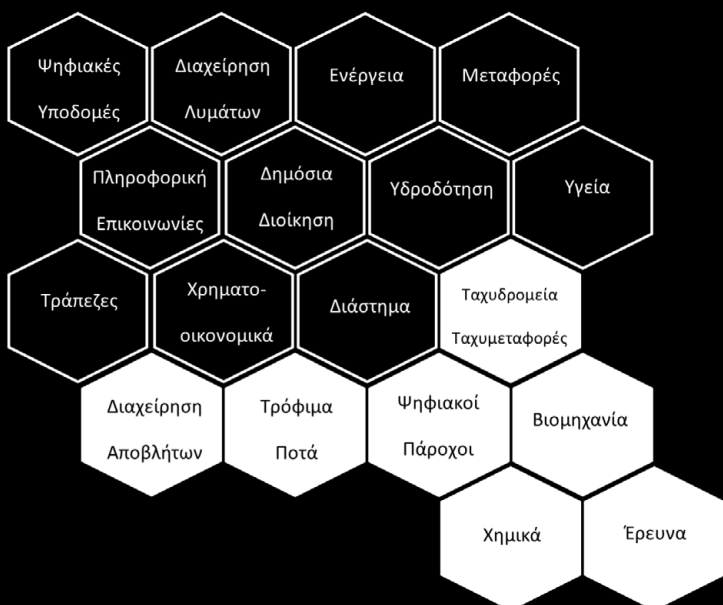 Ψηφιακές
Υποδομές
Διαχείρηση
Λυμάτων
Ενέργεια
Μεταφορές
Πληροφορική
Επικοινωνίες
Δημόσια
Διοίκηση
Υδροδότηση
Υγεία
Τράπεζες
Χρηματο-
οικονομικά
Διάστημα
Ταχυδρομεία
Ταχυμεταφορές
Διαχείρηση
Αποβλήτων
Τρόφιμα
Ποτά
Ψηφιακοί
Πάροχοι
Βιομηχανία
Χημικά
Έρευνα